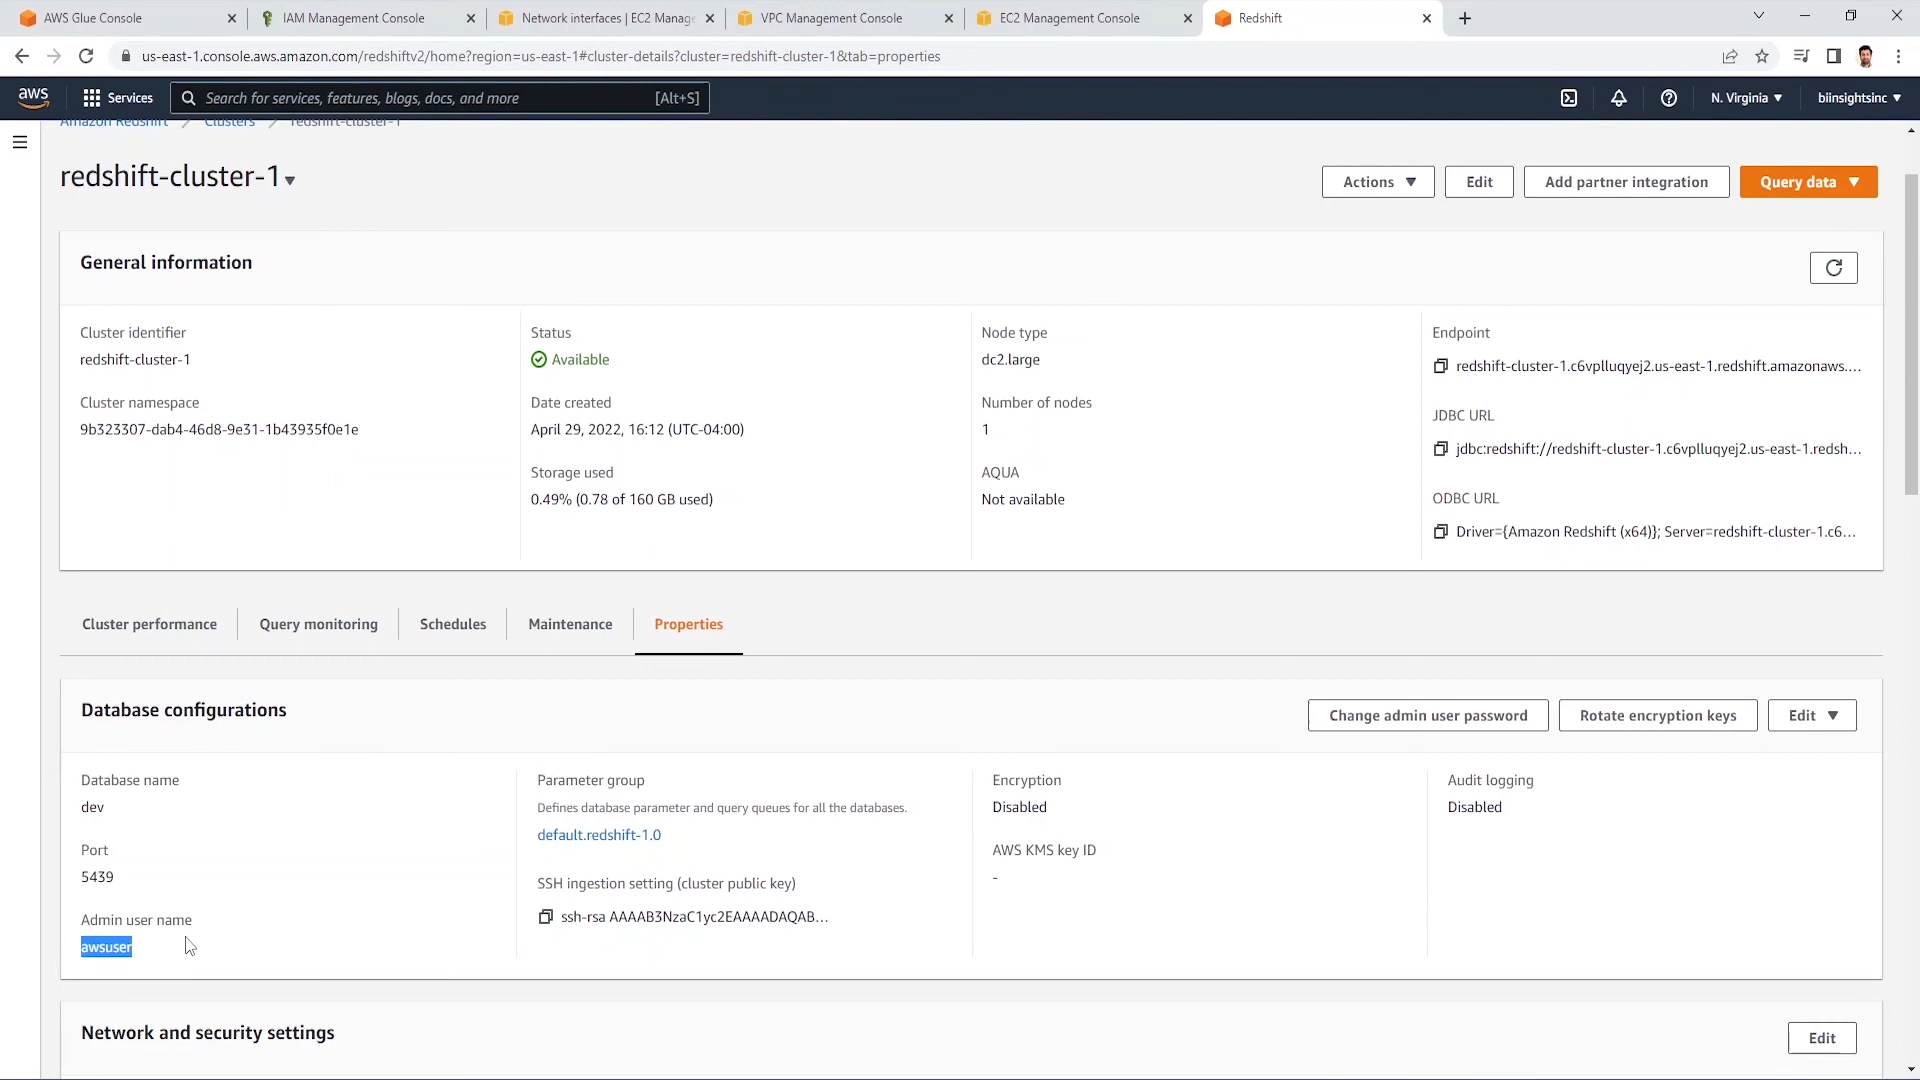 AWS Glue Console
IAM Management Console
Network interfaces | EC2 Manag
VPC Management Console
EC2 Management Console
Redshift
us-east-1.console.aws.amazon.com/redshiftv2/home?region=us-east-1#cluster-details?cluster=redshift-cluster-1&tab=properties
aws
Services
Search for services, features, blogs, docs, and more
[Alt+S]
N. Virginia
biinsightsinc
Amazon Redshift
Clusters
redshift-cluster-1
redshift-cluster-1
Actions
Edit
Add partner integration
Query data
General information
Cluster identifier
redshift-cluster-1
Cluster namespace
9b323307-dab4-46d8-9e31-1b43935f0e1e
Status
Available
Date created
April 29, 2022, 16:12 (UTC-04:00)
Storage used
0.49% (0.78 of 160 GB used)
Node type
dc2.large
Number of nodes
1
AQUA
Not available
Endpoint
redshift-cluster-1.c6vplluqyej2.us-east-1.redshift.amazonaws....
JDBC URL
jdbc:redshift://redshift-cluster-1.c6vplluqyej2.us-east-1.redsh...
ODBC URL
Driver={Amazon Redshift (x64)}; Server=redshift-cluster-1.c6...
Cluster performance
Query monitoring
Schedules
Maintenance
Properties
Database configurations
Change admin user password
Rotate encryption keys
Edit
Database name
dev
Port
5439
Admin user name
awsuser
Parameter group
Defines database parameter and query queues for all the databases.
default.redshift-1.0
SSH ingestion setting (cluster public key)
ssh-rsa AAAAB3NzaC1yc2EAAAADAQAB...
Encryption
Disabled
AWS KMS key ID
-
Audit logging
Disabled
Network and security settings
Edit